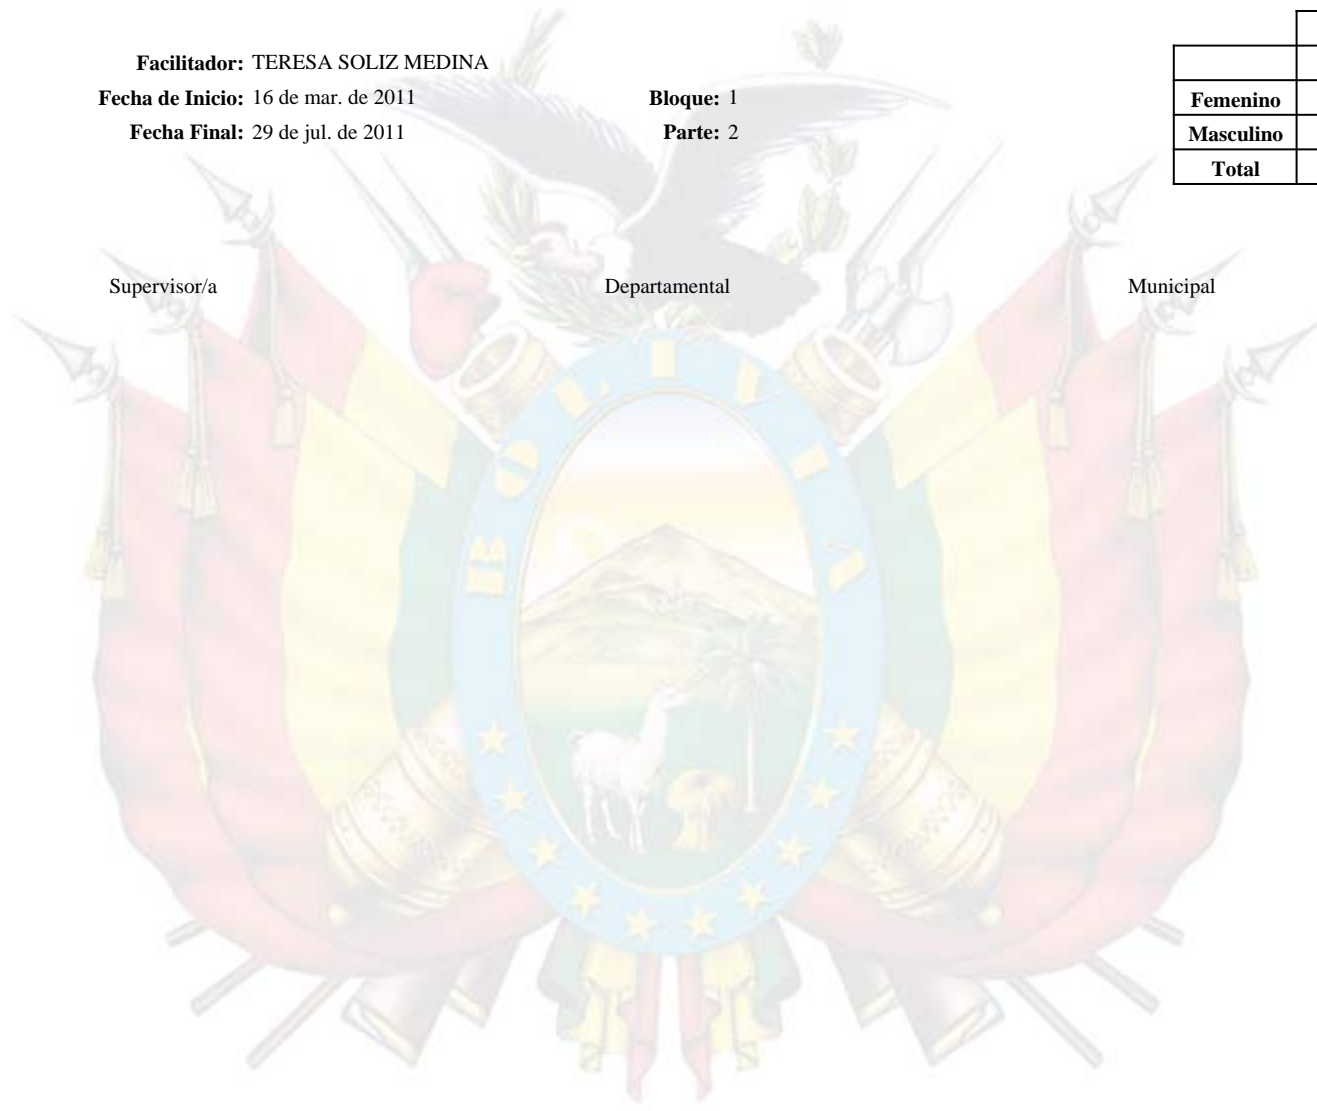 Facilitador: TERESA SOLIZ MEDINA
Fecha de Inicio: 16 de mar. de 2011 Bloque: 1
Fecha Final: 29 de jul. de 2011 Parte: 2
Femenino
Masculino
Total
Supervisor/a Departamental Municipal
BOLIVIA